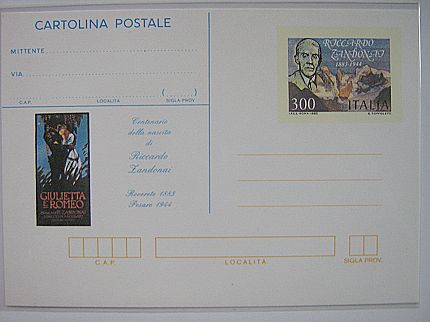 CARTOLINA POSTALE
MITTENTE
VIA
( )
C.A.P. LOCALITÀ SIGLA PROV.
RICCARDO
ZANDONAI
1883-1944
300 ITALIA
GIULIETTA
E ROMEO
R. ZANDONAI
Centenario
della nascita
di
Riccardo
Zandonai
Rovereto 1883
Pesaro 1944
C.A.P. LOCALITÀ SIGLA PROV.